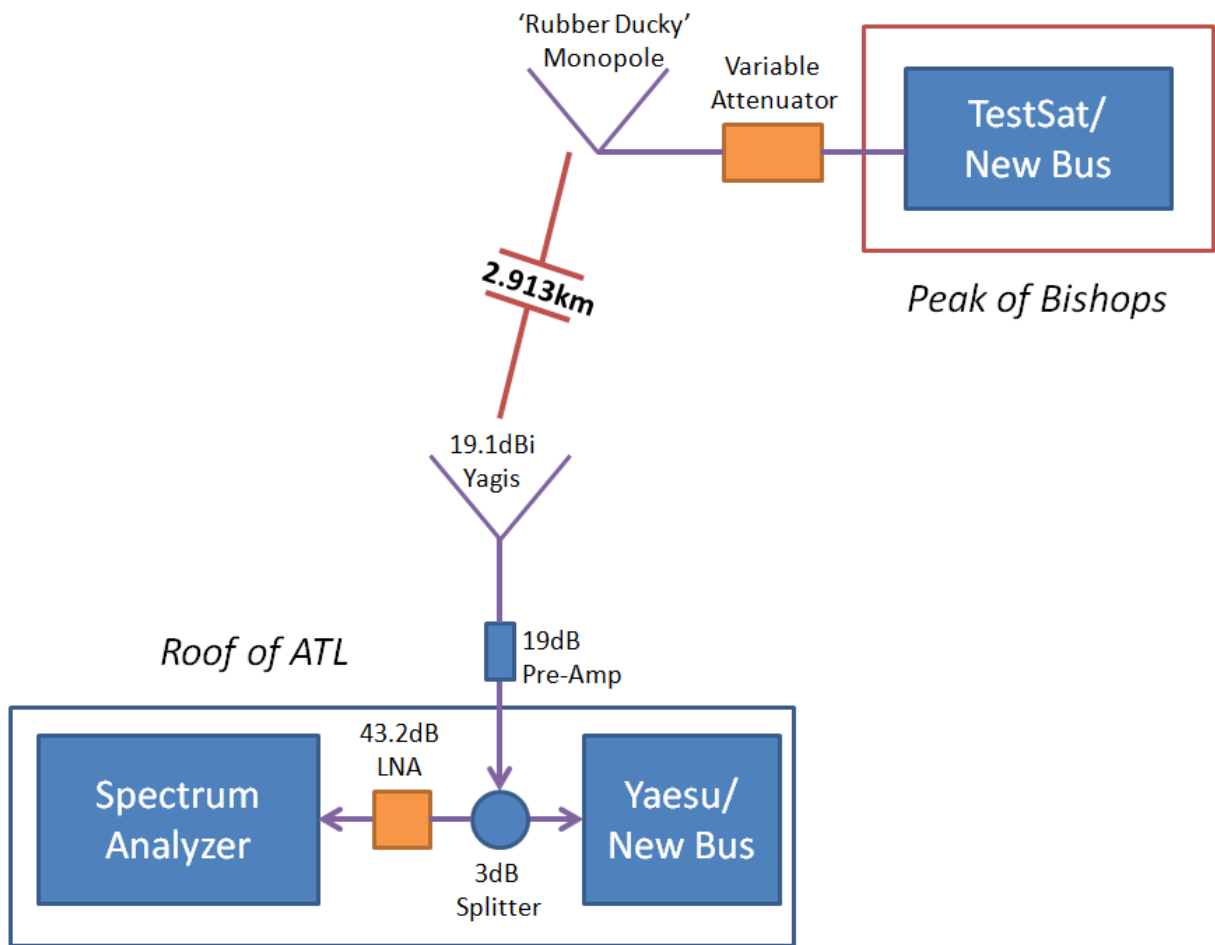 ‘Rubber Ducky’
Monopole
Variable
Attenuator
TestSat/
New Bus
2.913km
Peak of Bishops
19.1dBi
Yagis
Roof of ATL
19dB
Pre-Amp
43.2dB
LNA
Spectrum
Analyzer
Yaesu/
New Bus
3dB
Splitter